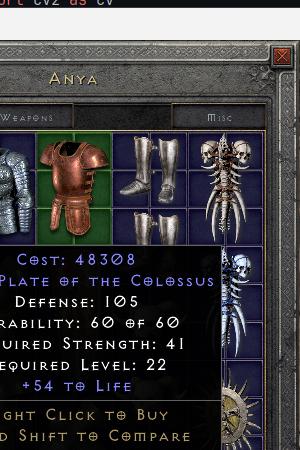 cv2 as cv
Anya
Weapons
Misc
Cost: 48308
Plate of the Colossus
Defense: 105
rability: 60 of 60
quired Strength: 41
equired Level: 22
+54 to Life
ght Click to Buy
d Shift to Compare